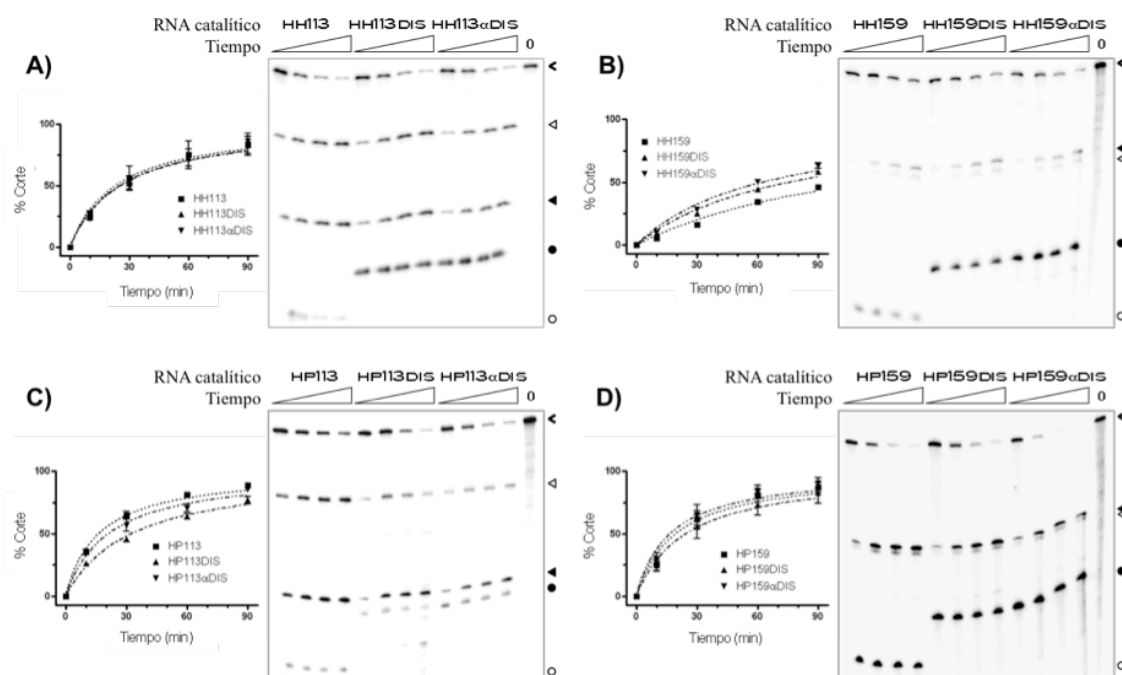 RNA catalítico HH113 HH113DIS HH113αDIS
Tiempo 0
A)
% Corte
100
50
0
HH113
HH113DIS
HH113αDIS
0 30 60 90
Tiempo (min)
RNA catalítico HH159 HH159DIS HH159αDIS
Tiempo 0
B)
% Corte
100
50
0
HH159
HH159DIS
HH159αDIS
0 30 60 90
Tiempo (min)
RNA catalítico HP113 HP113DIS HP113αDIS
Tiempo 0
C)
% Corte
100
50
0
HP113
HP113DIS
HP113αDIS
0 30 60 90
Tiempo (min)
RNA catalítico HP159 HP159DIS HP159αDIS
Tiempo 0
D)
% Corte
100
50
0
HP159
HP159DIS
HP159αDIS
0 30 60 90
Tiempo (min)